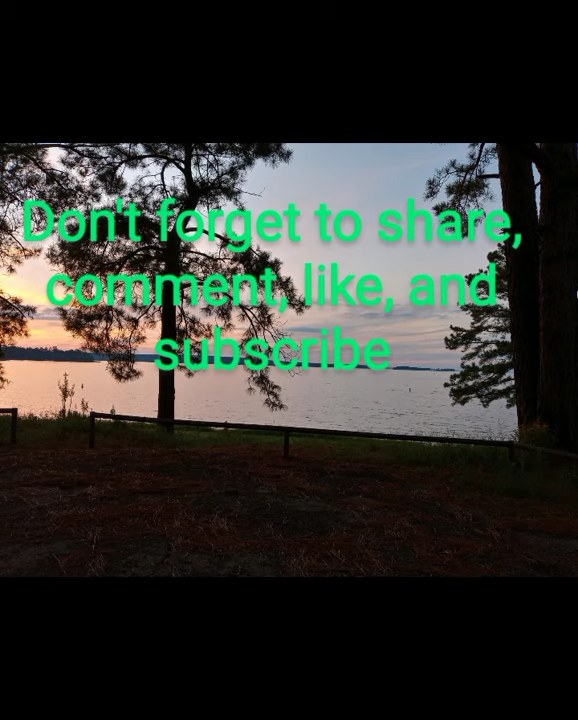 Don't forget to share,
comment, like, and
subscribe